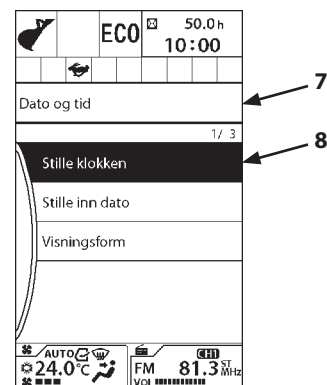 ECO 50.0 h
10:00
Dato og tid
7
1/ 3
8
Stille klokken
Stille inn dato
Visningsform
AUTO
24.0°C
FM CH1 81.3 ST MHz
VOL